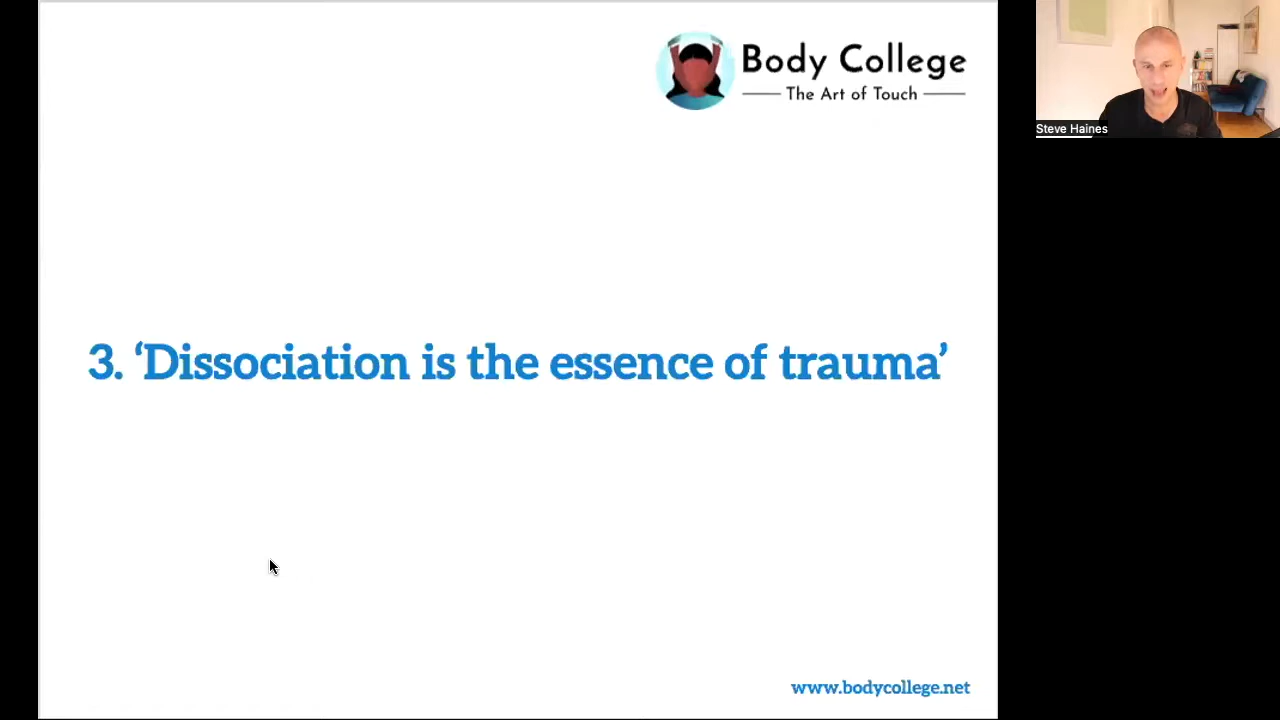 Body College
The Art of Touch
Steve Haines
3. ‘Dissociation is the essence of trauma’
www.bodycollege.net